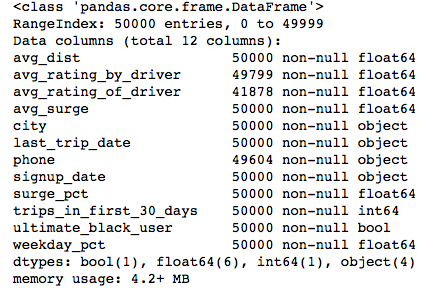 <class 'pandas.core.frame.DataFrame'>
RangeIndex: 50000 entries, 0 to 49999
Data columns (total 12 columns):
avg_dist                  50000 non-null float64
avg_rating_by_driver      49799 non-null float64
avg_rating_of_driver      41878 non-null float64
avg_surge                 50000 non-null float64
city                      50000 non-null object
last_trip_date            50000 non-null object
phone                     49604 non-null object
signup_date               50000 non-null object
surge_pct                 50000 non-null float64
trips_in_first_30_days    50000 non-null int64
ultimate_black_user       50000 non-null bool
weekday_pct               50000 non-null float64
dtypes: bool(1), float64(6), int64(1), object(4)
memory usage: 4.2+ MB